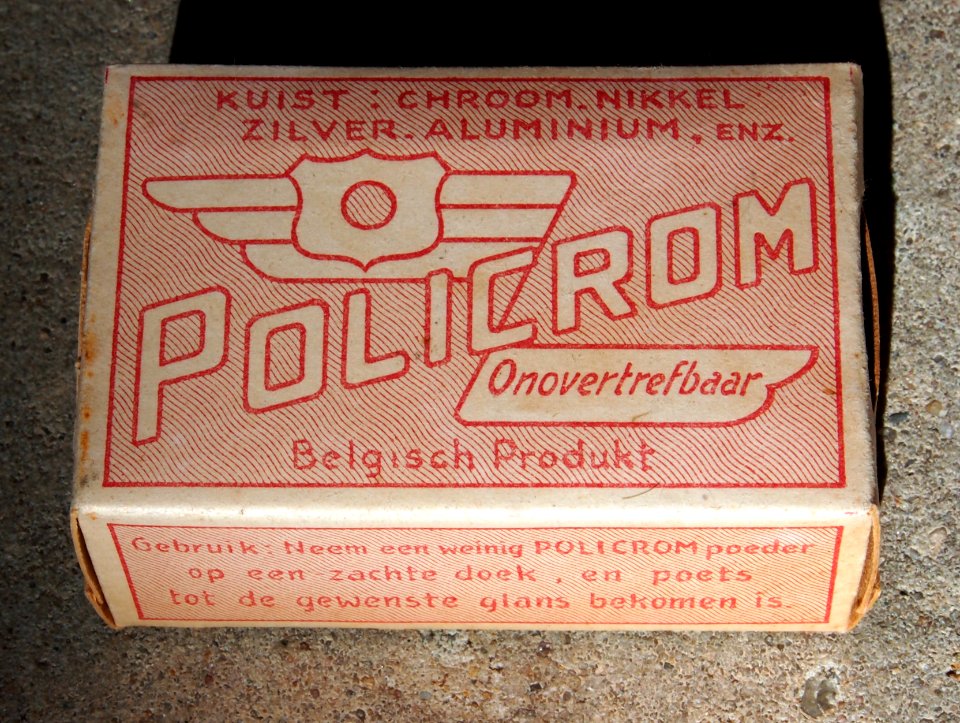 KUIST : CHROOM. NIKKEL
ZILVER. ALUMINIUM, ENZ.
POLICROM
Onovertrefbaar
Belgisch Produkt
Gebruik: Neem een weinig POLICROM poeder
op een zachte doek, en poets
tot de gewenste glans bekomen is.